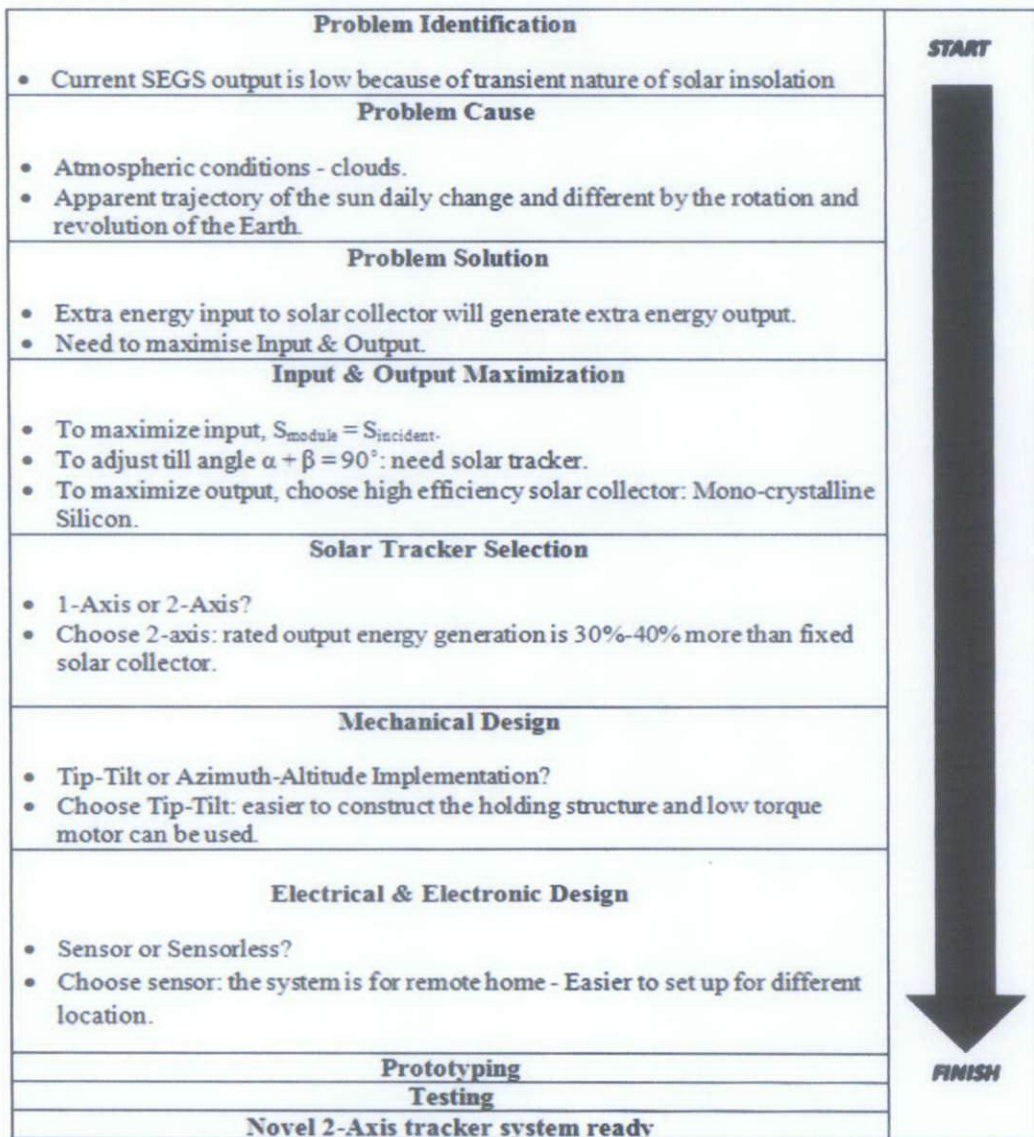 Problem Identification
START
• Current SEGS output is low because of transient nature of solar insolation
Problem Cause
• Atmospheric conditions - clouds.
• Apparent trajectory of the sun daily change and different by the rotation and
revolution of the Earth.
Problem Solution
• Extra energy input to solar collector will generate extra energy output.
• Need to maximise Input & Output.
Input & Output Maximization
• To maximize input, Smodule = Sincident.
• To adjust till angle α + β = 90°: need solar tracker.
• To maximize output, choose high efficiency solar collector: Mono-crystalline
Silicon.
Solar Tracker Selection
• 1-Axis or 2-Axis?
• Choose 2-axis: rated output energy generation is 30%-40% more than fixed
solar collector.
Mechanical Design
• Tip-Tilt or Azimuth-Altitude Implementation?
• Choose Tip-Tilt: easier to construct the holding structure and low torque
motor can be used.
Electrical & Electronic Design
• Sensor or Sensorless?
• Choose sensor: the system is for remote home - Easier to set up for different
location.
Prototyping
FINISH
Testing
Novel 2-Axis tracker system ready